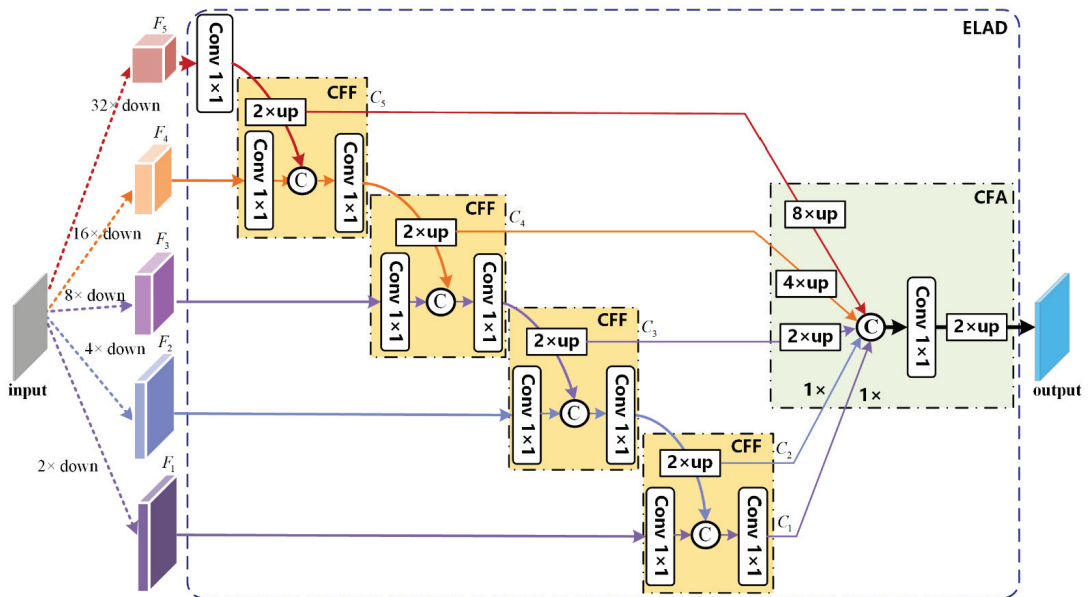 F5
ELAD
Conv 1×1
CFF
C5
2×up
32× down
F4
Conv 1×1
C
Conv 1×1
CFF
C4
CFA
8×up
16× down
F3
2×up
4×up
8× down
Conv 1×1
C
Conv 1×1
CFF
C3
C
Conv 1×1
2×up
2×up
2×up
4× down
F2
input
output
Conv 1×1
C
Conv 1×1
1×
1×
CFF
C2
2×up
2× down
F1
Conv 1×1
C
Conv 1×1
C1